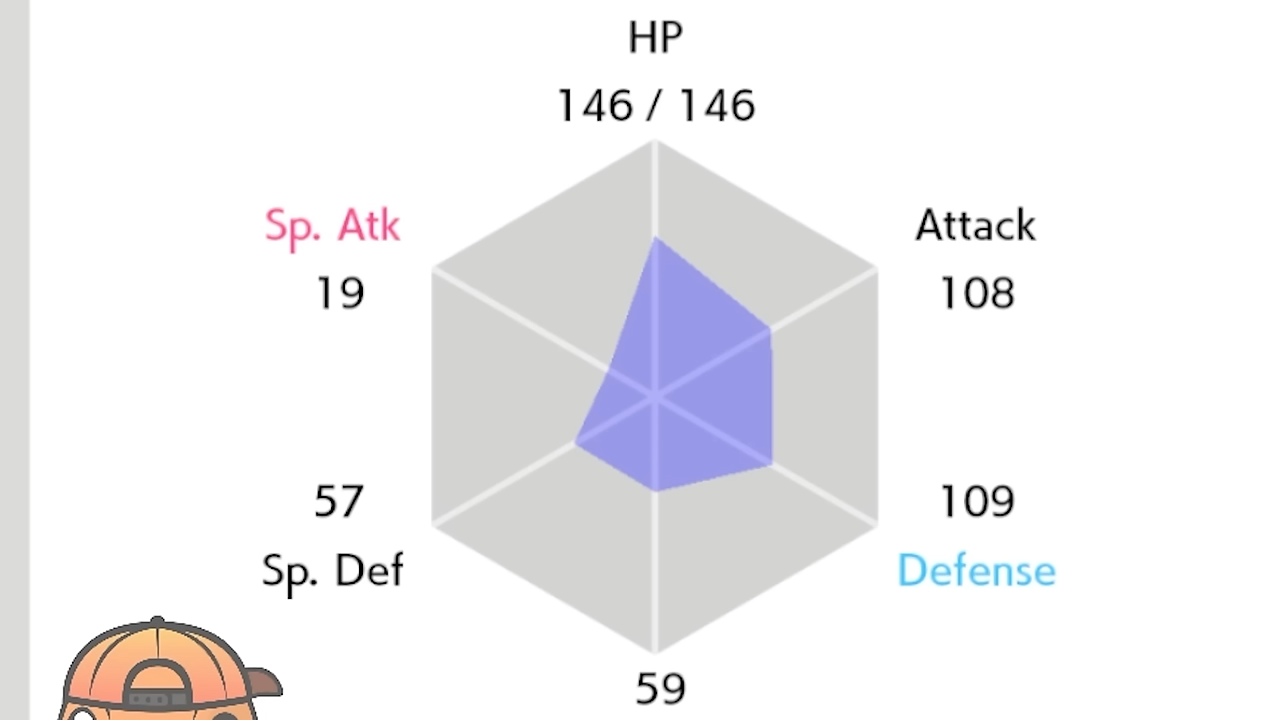 HP
146 / 146
Sp. Atk
19
Attack
108
57
Sp. Def
109
Defense
59